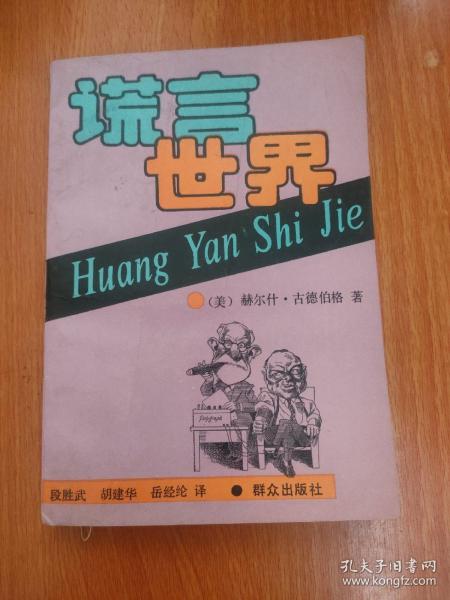 谎言
世界
Huang Yan Shi Jie
(美) 赫尔什·古德伯格 著
Polygraph
段胜武 胡建华 岳经纶 译 ● 群众出版社
孔夫子旧书网
www.kongfz.com